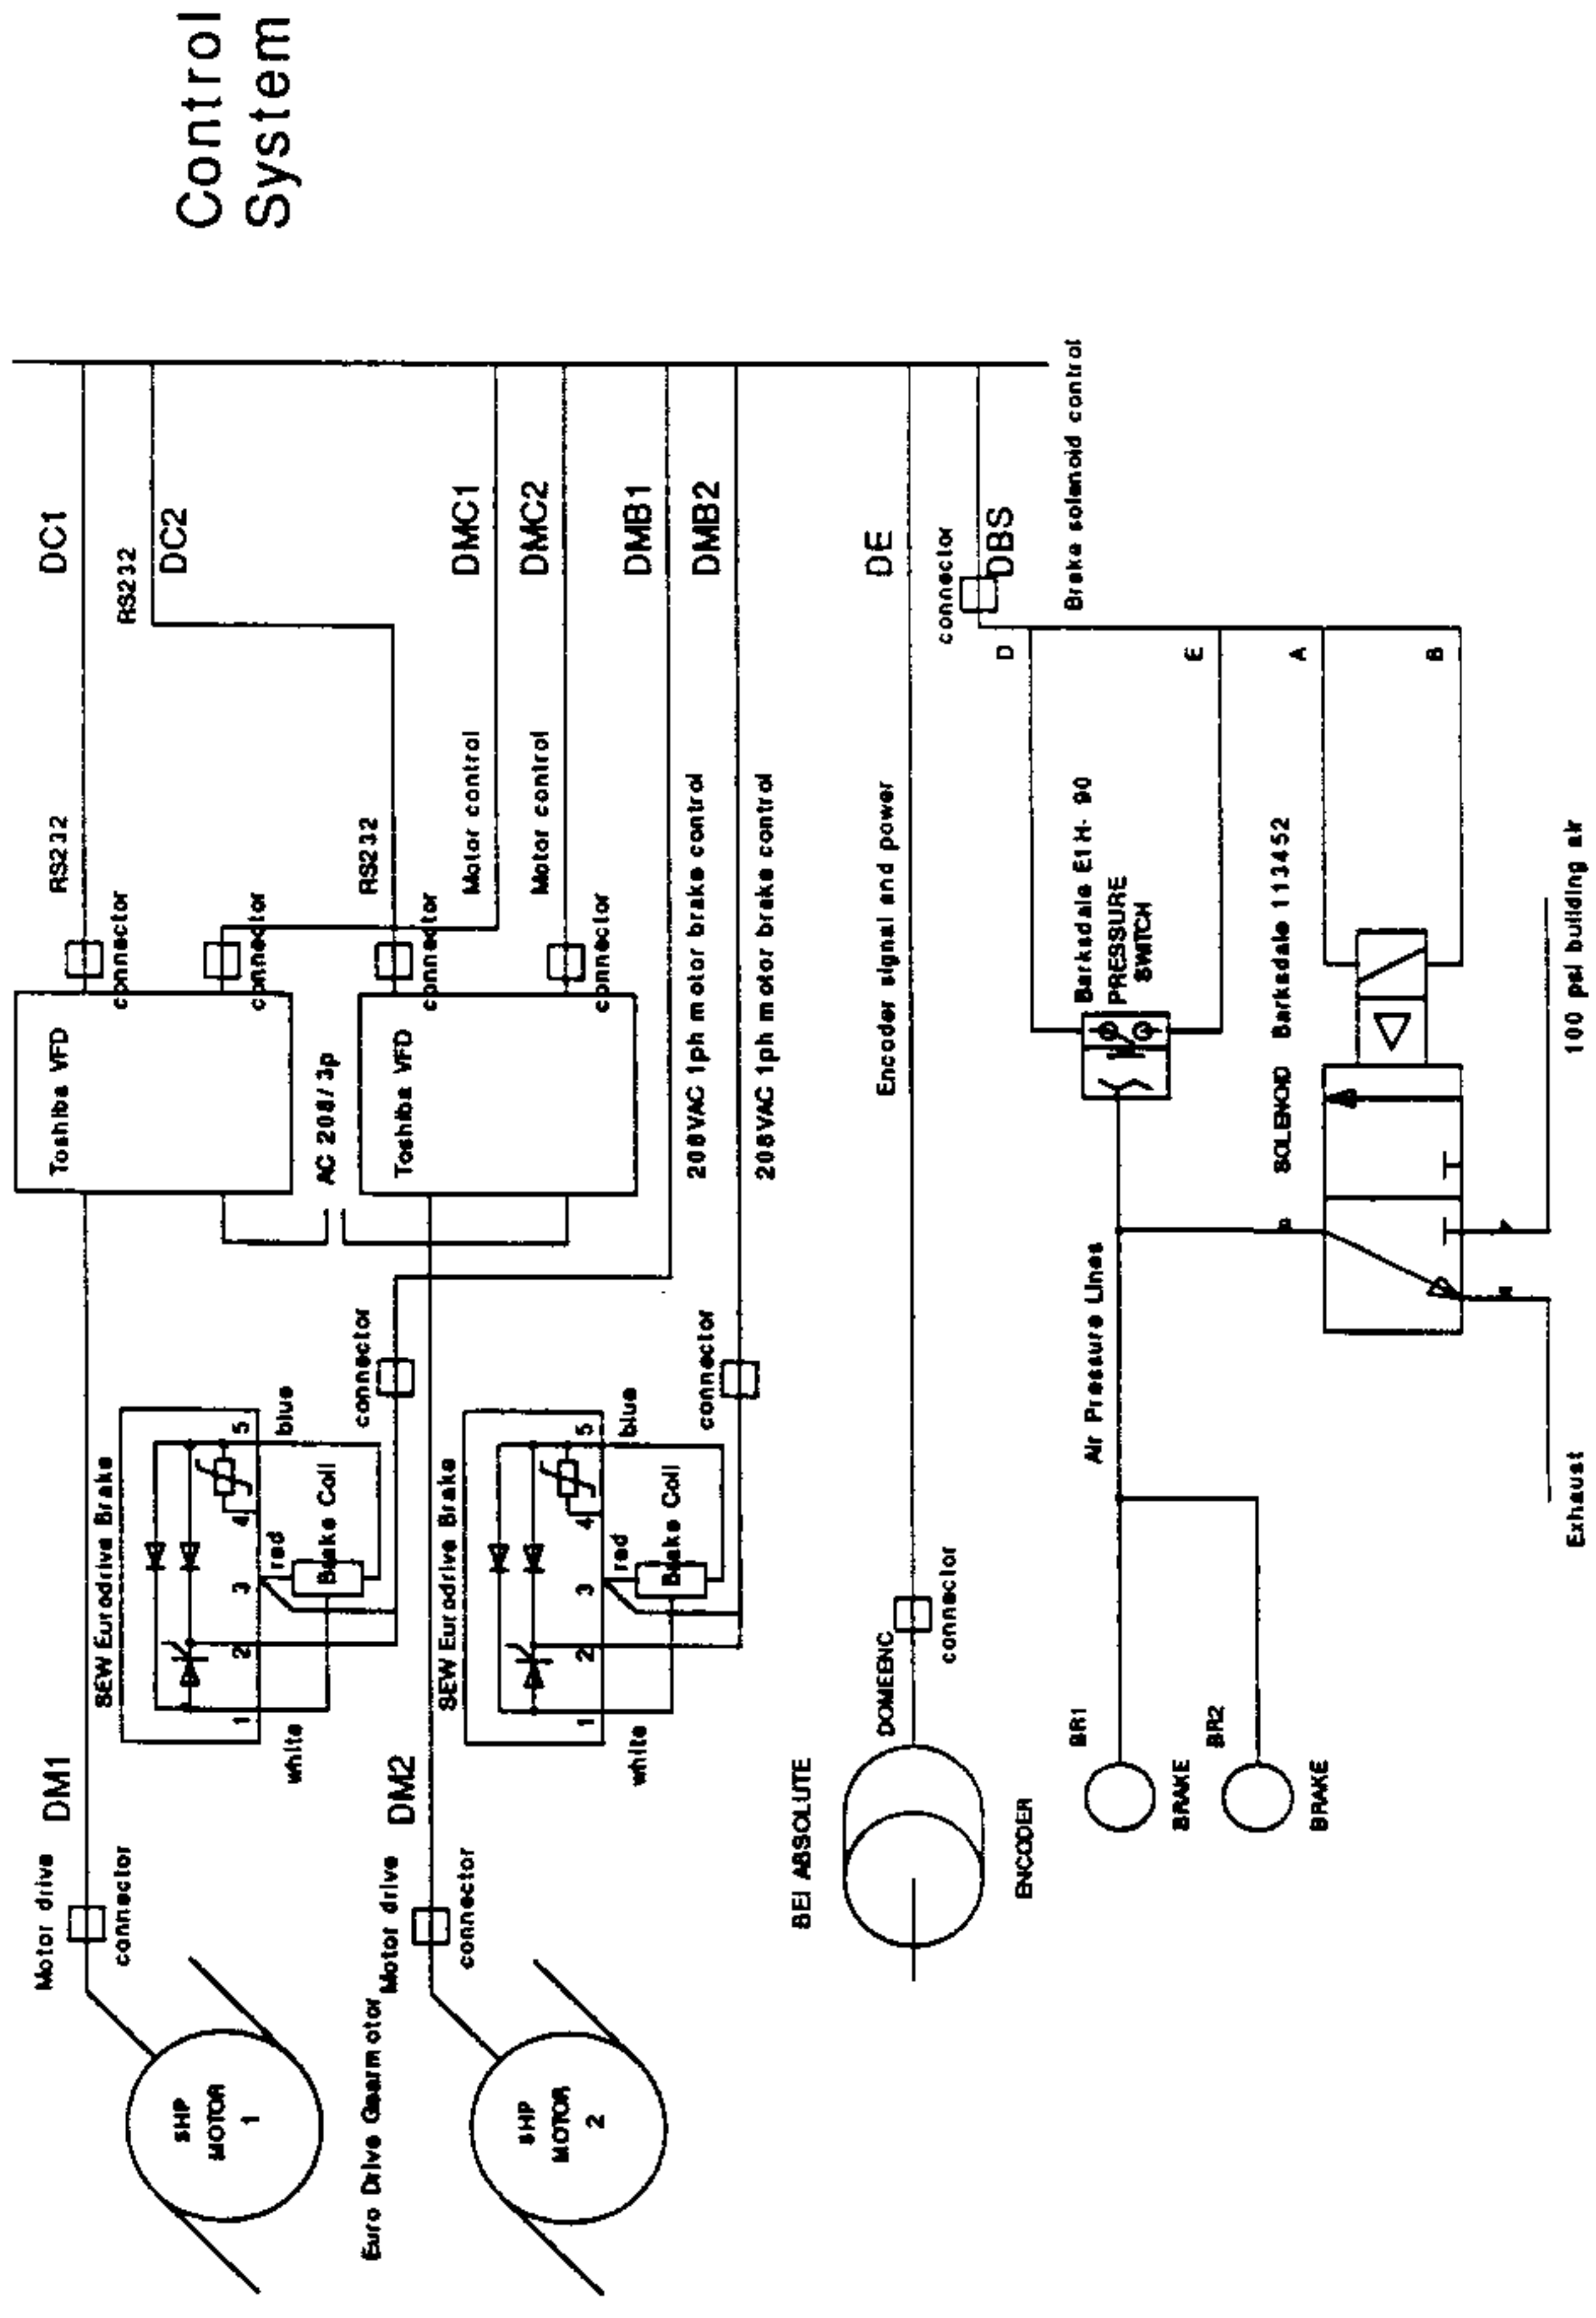 Control
System
DC1
RS232
RS232
DC2
connector
connector
Toshiba VFD
DMC1
Motor control
RS232
connector
DMC2
Motor control
connector
Toshiba VFD
AC 208/3p
DMB1
208VAC 1ph motor brake control
DMB2
208VAC 1ph motor brake control
Motor drive
DM1
connector
SEW Eurodrive Brake
1
2
3
4
5
white
red
blue
Brake Coil
connector
5HP
MOTOR
1
Euro Drive Gearmotor
Motor drive
DM2
connector
SEW Eurodrive Brake
1
2
3
4
5
white
red
blue
Brake Coil
connector
5HP
MOTOR
2
BEI ABSOLUTE
ENCODER
DOMEENC
connector
Encoder signal and power
DE
connector
DBS
Brake solenoid control
D
E
A
B
Barksdale E1H-90
PRESSURE
SWITCH
SOLENOID Barksdale 113452
Air Pressure Lines
BR1
BRAKE
BR2
BRAKE
Exhaust
100 psi building air